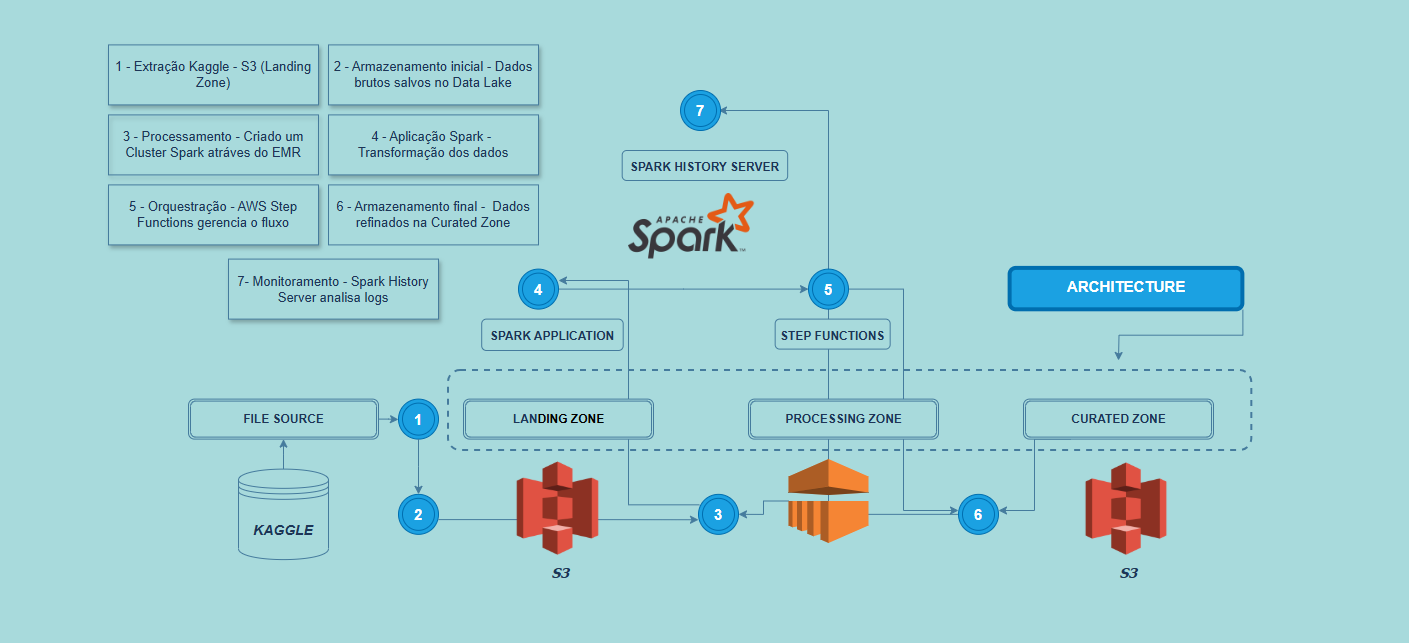 1 - Extração Kaggle - S3 (Landing
Zone)
2 - Armazenamento inicial - Dados
brutos salvos no Data Lake
3 - Processamento - Criado um
Cluster Spark atráves do EMR
4 - Aplicação Spark -
Transformação dos dados
5 - Orquestração - AWS Step
Functions gerencia o fluxo
6 - Armazenamento final - Dados
refinados na Curated Zone
7- Monitoramento - Spark History
Server analisa logs
7
SPARK HISTORY SERVER
APACHE
Spark
TM
4
5
ARCHITECTURE
SPARK APPLICATION
STEP FUNCTIONS
FILE SOURCE
1
LANDING ZONE
PROCESSING ZONE
CURATED ZONE
KAGGLE
2
3
6
S3
S3